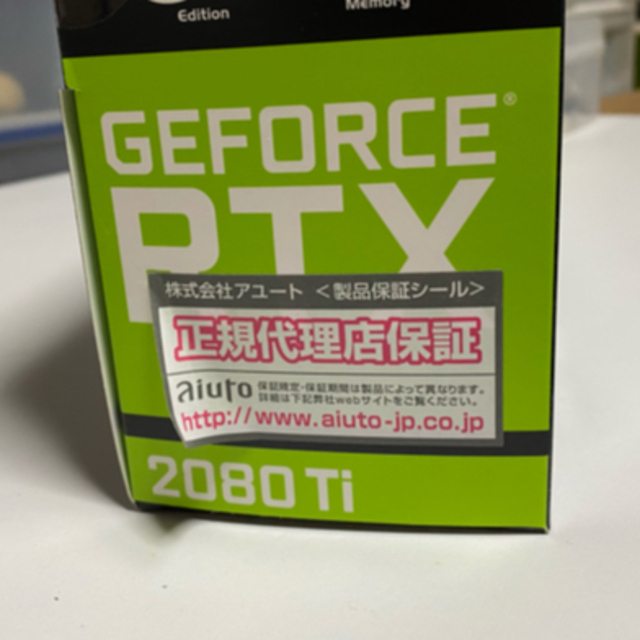 Edition
Memory
GEFORCE®
RTX
株式会社アユート <製品保証シール>
正規代理店保証
aiuto 保証規定・保証期間は製品によって異なります。
詳細は下記弊社webサイトをご覧ください。
http://www.aiuto-jp.co.jp
2080 Ti